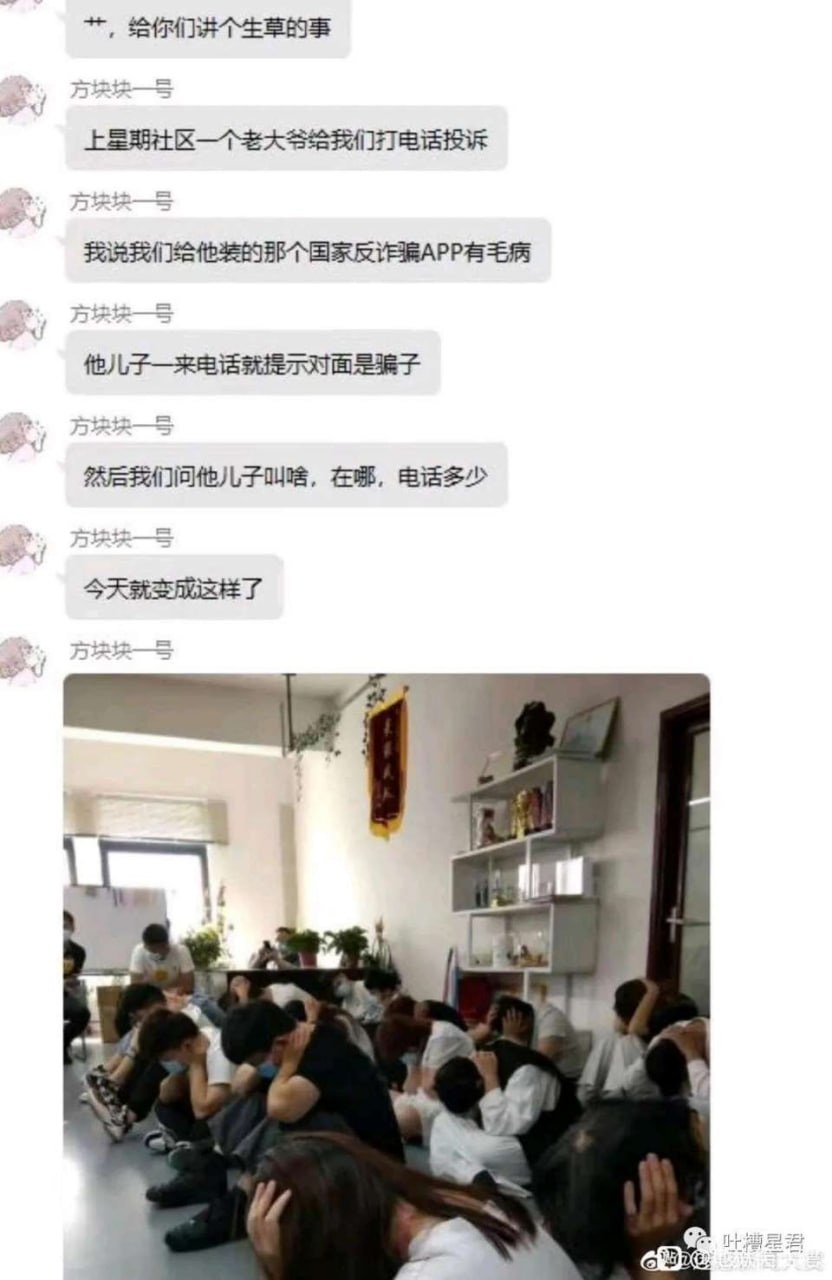 艹，给你们讲个生草的事
方块块一号
上星期社区一个老大爷给我们打电话投诉
方块块一号
我说我们给他装的那个国家反诈骗APP有毛病
方块块一号
他儿子一来电话就提示对面是骗子
方块块一号
然后我们问他儿子叫啥，在哪，电话多少
方块块一号
今天就变成这样了
方块块一号
吐槽星君